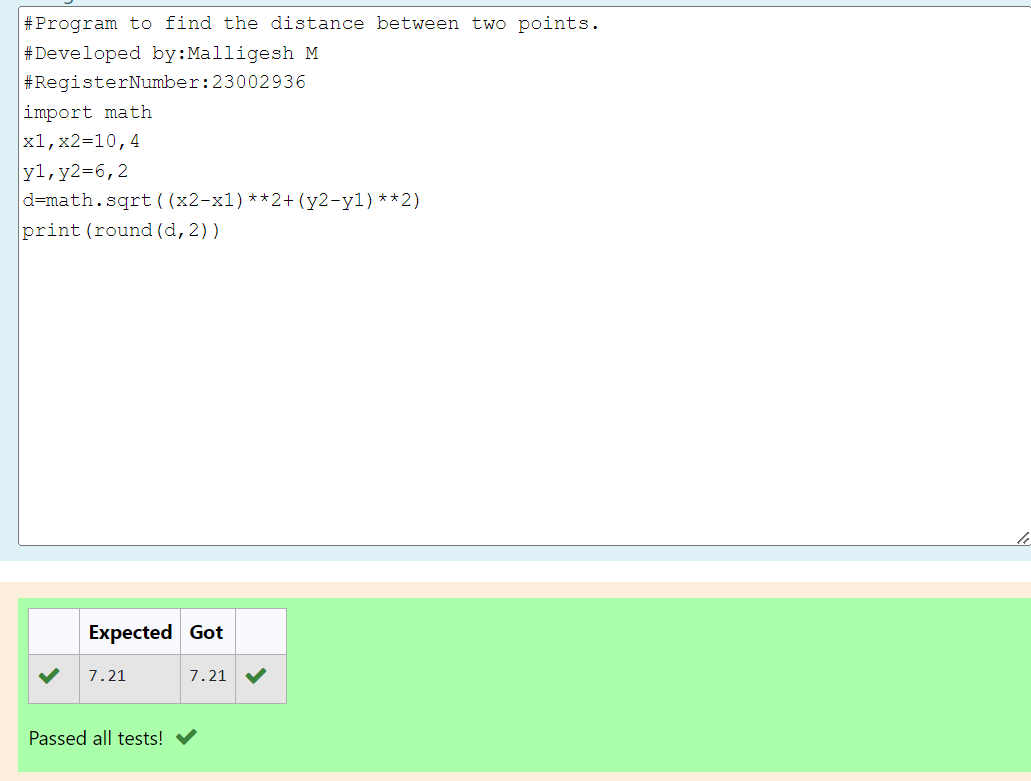 #Program to find the distance between two points.
#Developed by:Malligesh M
#RegisterNumber:23002936
import math
x1,x2=10,4
y1,y2=6,2
d=math.sqrt((x2-x1)**2+(y2-y1)**2)
print(round(d,2))
Expected Got
7.21 7.21
Passed all tests!